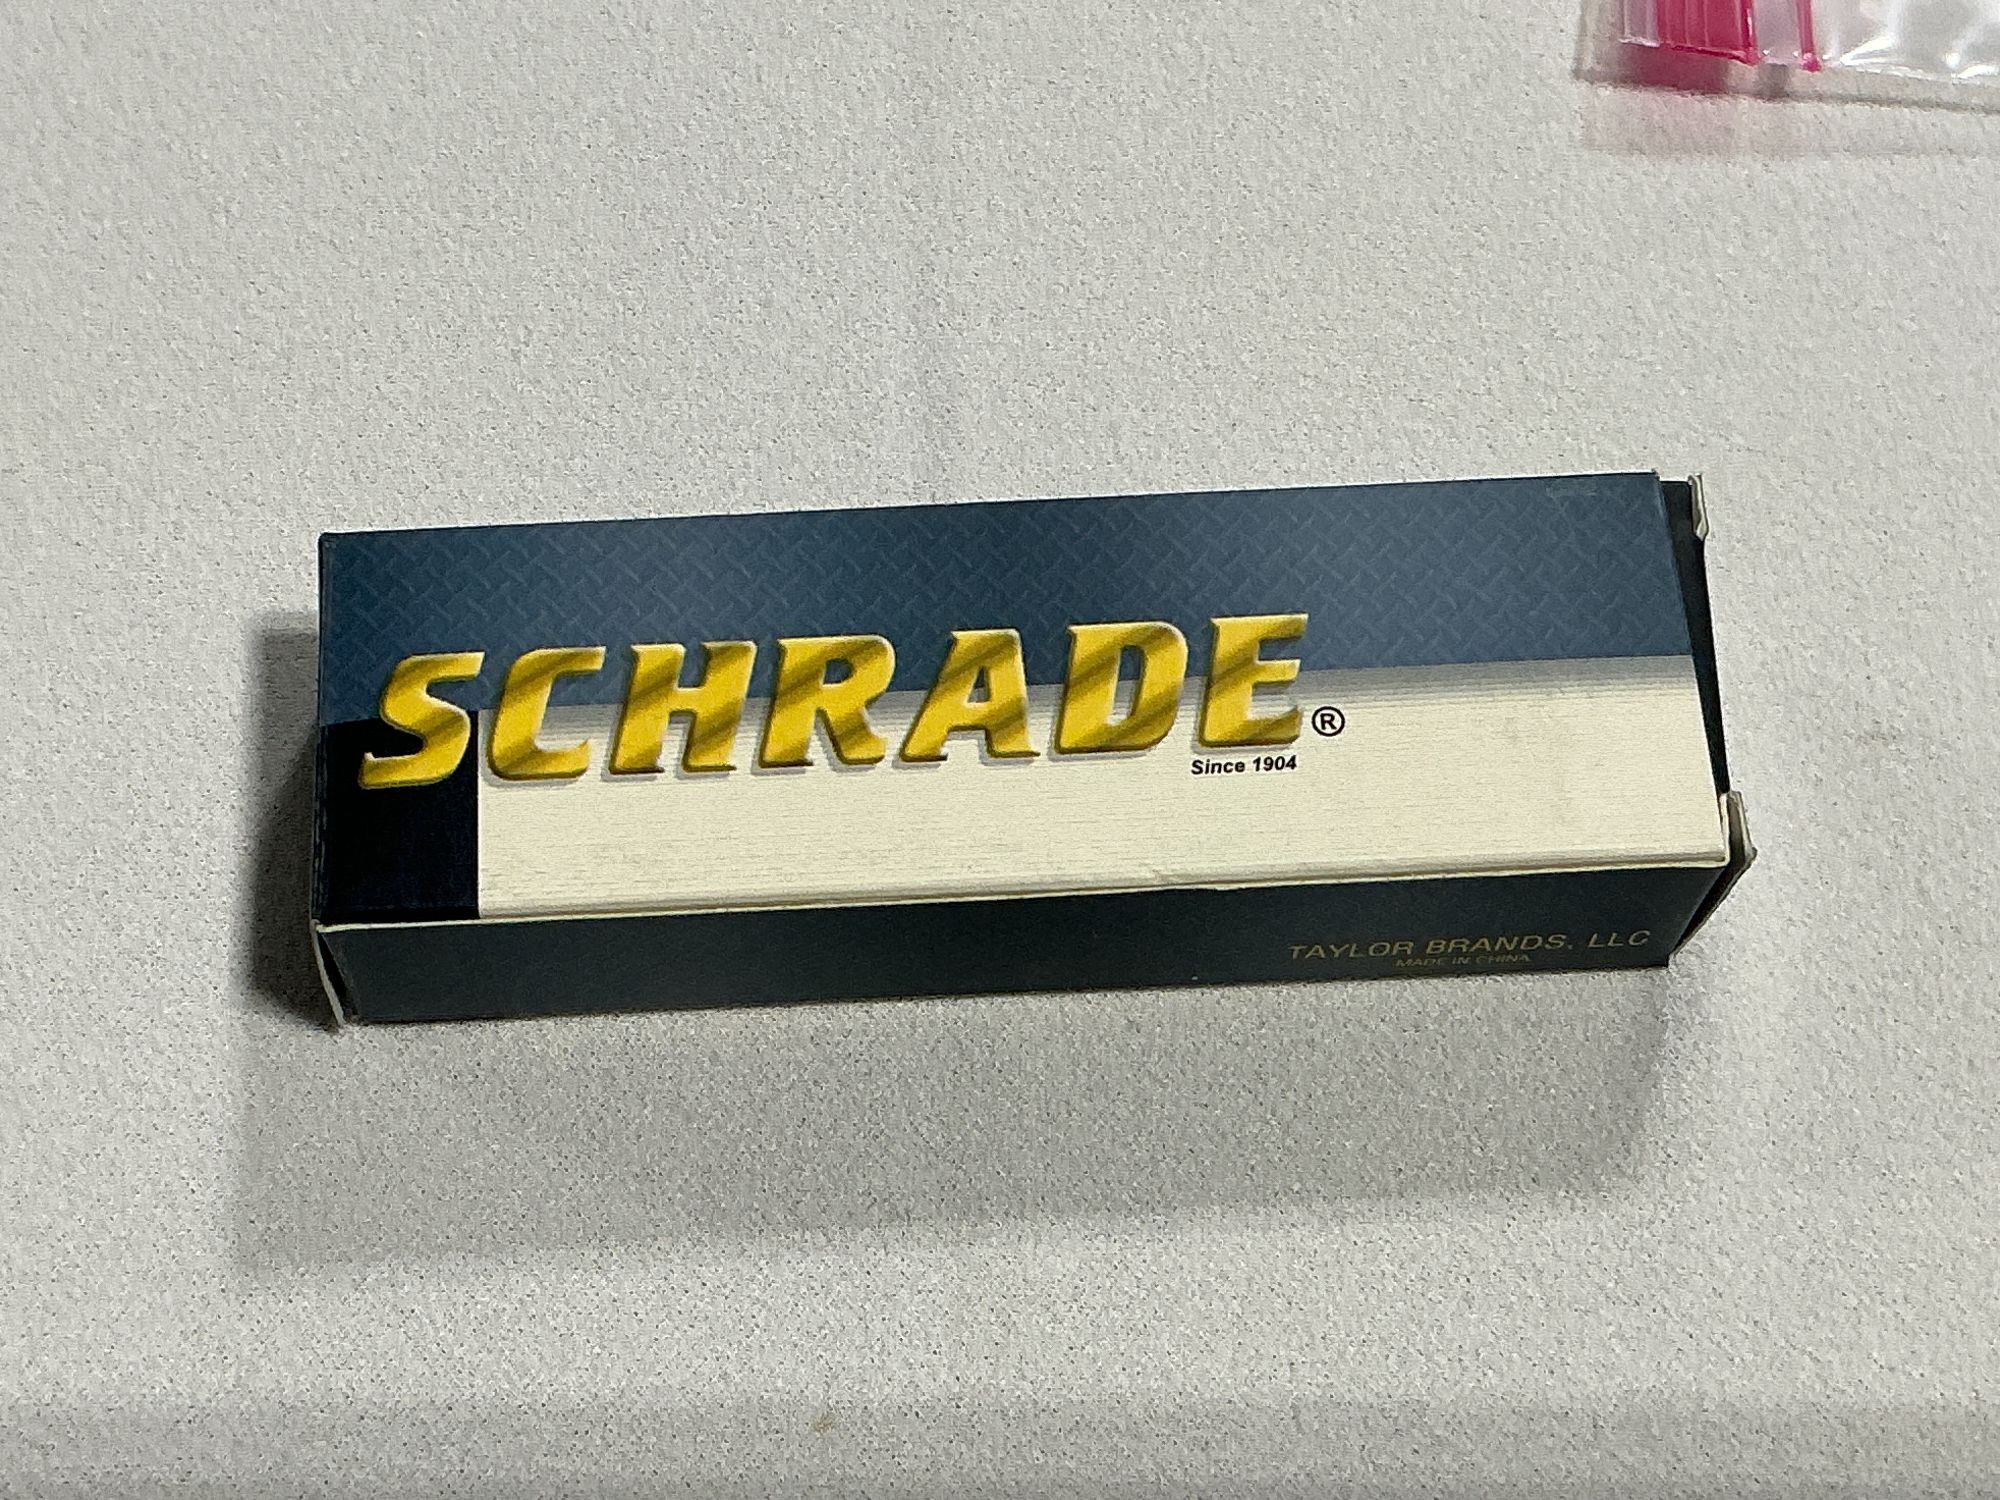 SCHRADE®
Since 1904
TAYLOR BRANDS, LLC
MADE IN CHINA